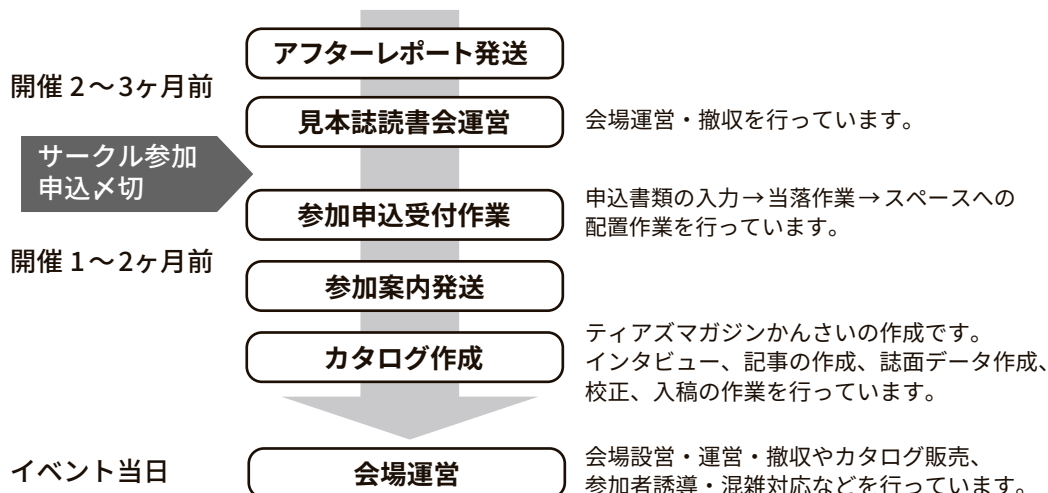 アフターレポート発送
開催 2〜3ヶ月前
見本誌読書会運営
会場運営・撤収を行っています。
サークル参加
申込〆切
参加申込受付作業
申込書類の入力→当落作業→スペースへの
配置作業を行っています。
開催 1〜2ヶ月前
参加案内発送
カタログ作成
ティアズマガジンかんさいの作成です。
インタビュー、記事の作成、誌面データ作成、
校正、入稿の作業を行っています。
イベント当日
会場運営
会場設営・運営・撤収やカタログ販売、
参加者誘導・混雑対応などを行っています。